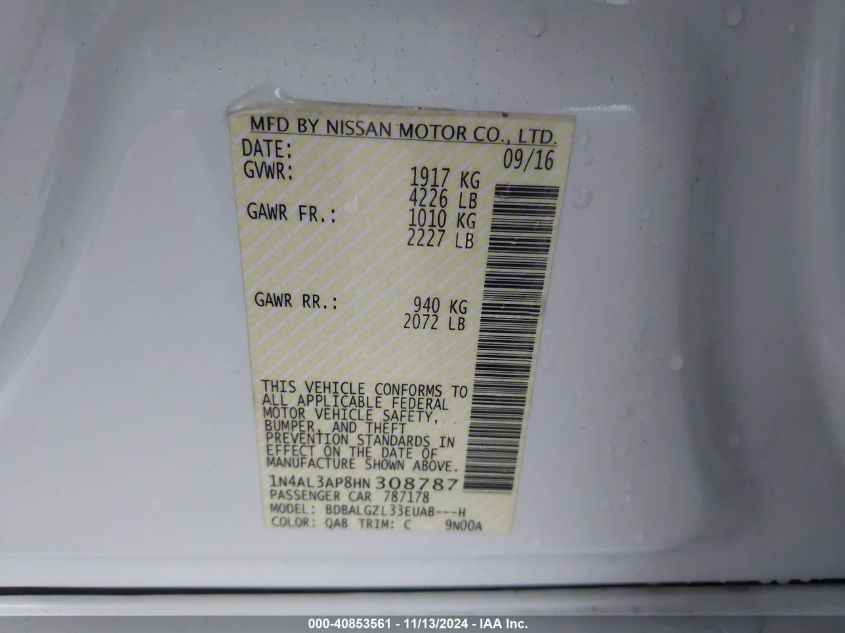 MFD BY NISSAN MOTOR CO., LTD.
DATE: 09/16
GVWR: 1917 KG
4226 LB
GAWR FR.: 1010 KG
2227 LB
GAWR RR.: 940 KG
2072 LB
THIS VEHICLE CONFORMS TO
ALL APPLICABLE FEDERAL
MOTOR VEHICLE SAFETY,
BUMPER, AND THEFT
PREVENTION STANDARDS IN
EFFECT ON THE DATE OF
MANUFACTURE SHOWN ABOVE.
1N4AL3AP8HN 308787
PASSENGER CAR 787178
MODEL: BDBALGZL33EUAB---H
COLOR: QAB TRIM: C 9N00A
000-40853561 - 11/13/2024 - IAA Inc.